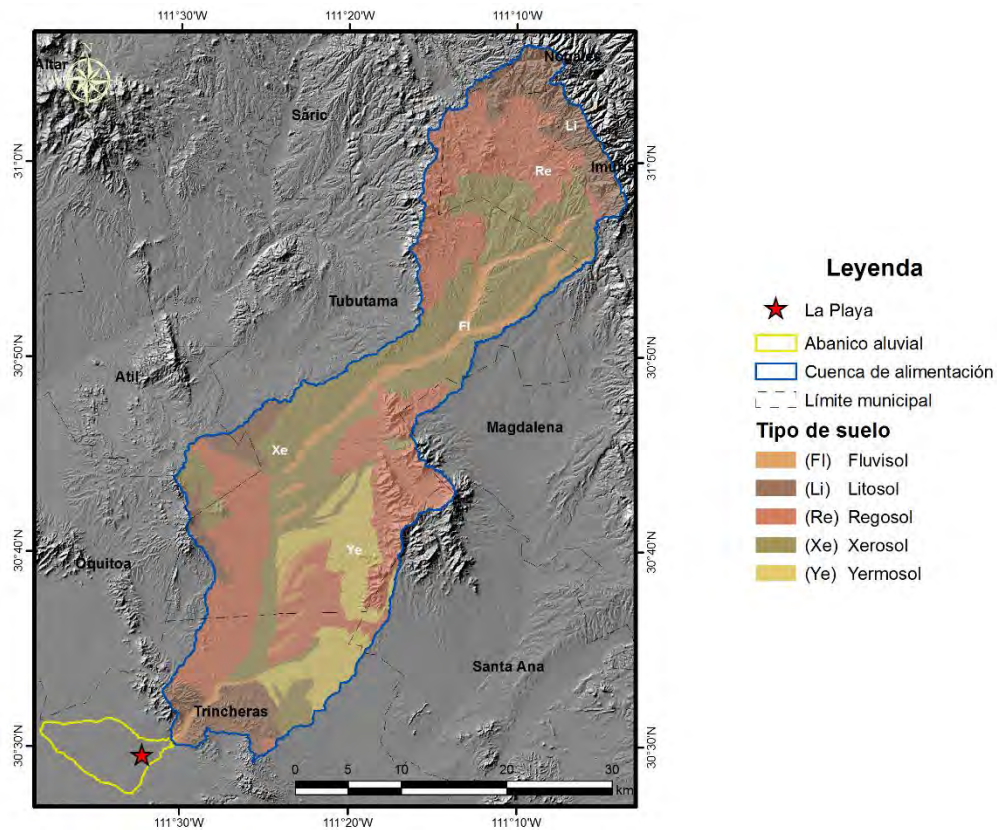 111°30'W 111°20'W 111°10'W
Altar
N
Nogales
Sáric
Li
31°0'N
Re
Imuris
31°0'N
Tubutama
Fl
30°50'N
30°50'N
Atil
Magdalena
Xe
Ye
30°40'N
30°40'N
Oquitoa
Santa Ana
Trincheras
30°30'N
30°30'N
0 5 10 20 30
km
111°30'W 111°20'W 111°10'W
Leyenda
La Playa
Abanico aluvial
Cuenca de alimentación
Límite municipal
Tipo de suelo
(Fl) Fluvisol
(Li) Litosol
(Re) Regosol
(Xe) Xerosol
(Ye) Yermosol